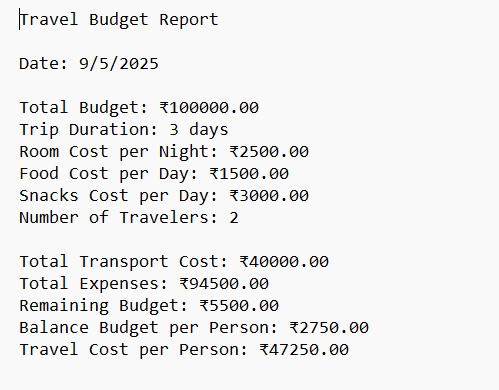 Travel Budget Report
Date: 9/5/2025
Total Budget: ₹100000.00
Trip Duration: 3 days
Room Cost per Night: ₹2500.00
Food Cost per Day: ₹1500.00
Snacks Cost per Day: ₹3000.00
Number of Travelers: 2
Total Transport Cost: ₹40000.00
Total Expenses: ₹94500.00
Remaining Budget: ₹5500.00
Balance Budget per Person: ₹2750.00
Travel Cost per Person: ₹47250.00